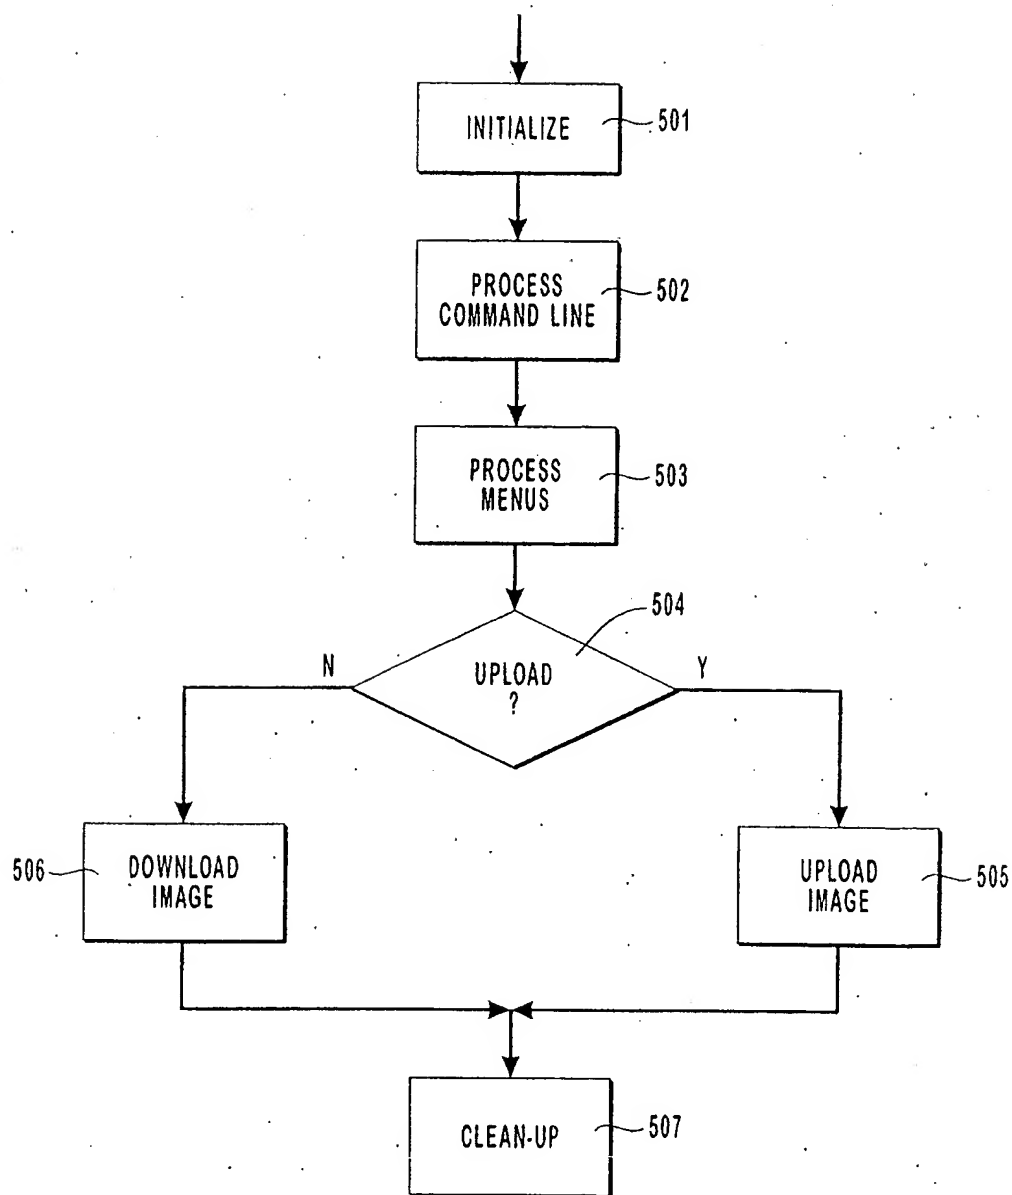 INITIALIZE
501
PROCESS
COMMAND LINE
502
PROCESS
MENUS
503
504
N
UPLOAD
?
Y
506
DOWNLOAD
IMAGE
UPLOAD
IMAGE
505
CLEAN-UP
507